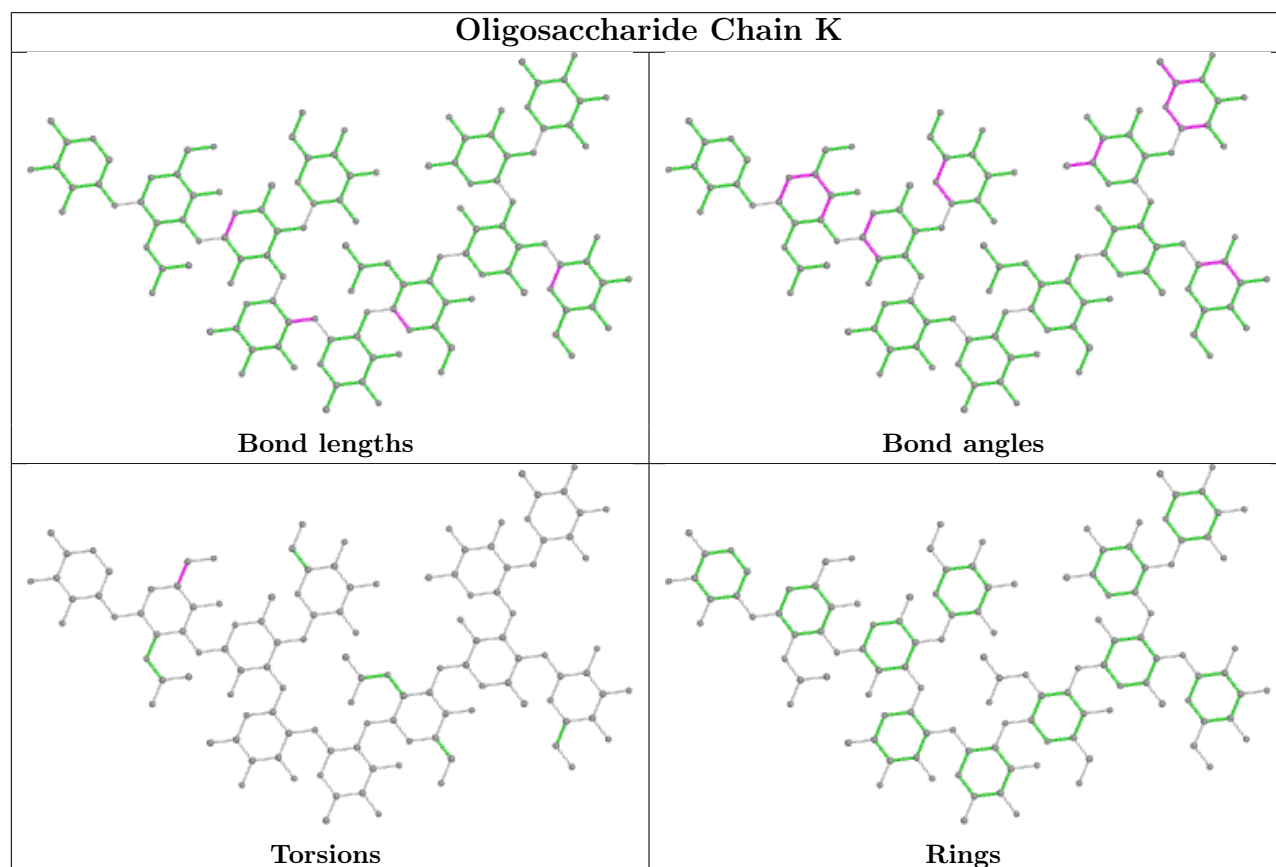 Oligosaccharide Chain K
Bond lengths
Bond angles
Torsions
Rings